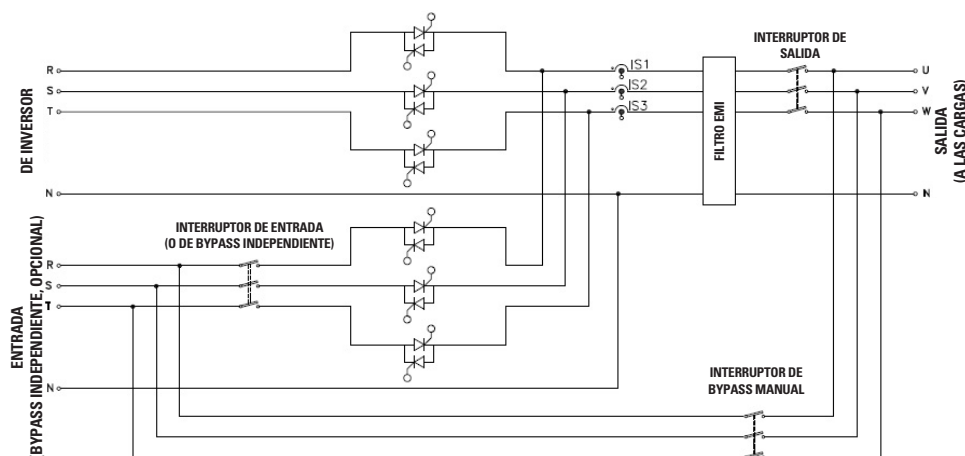 INTERRUPTOR DE
SALIDA
R
S
T
N
DE INVERSOR
IS1
IS2
IS3
FILTRO EMI
U
V
W
N
SALIDA
(A LAS CARGAS)
INTERRUPTOR DE ENTRADA
(O DE BYPASS INDEPENDIENTE)
R
S
T
N
ENTRADA
(BYPASS INDEPENDIENTE, OPCIONAL)
INTERRUPTOR DE
BYPASS MANUAL